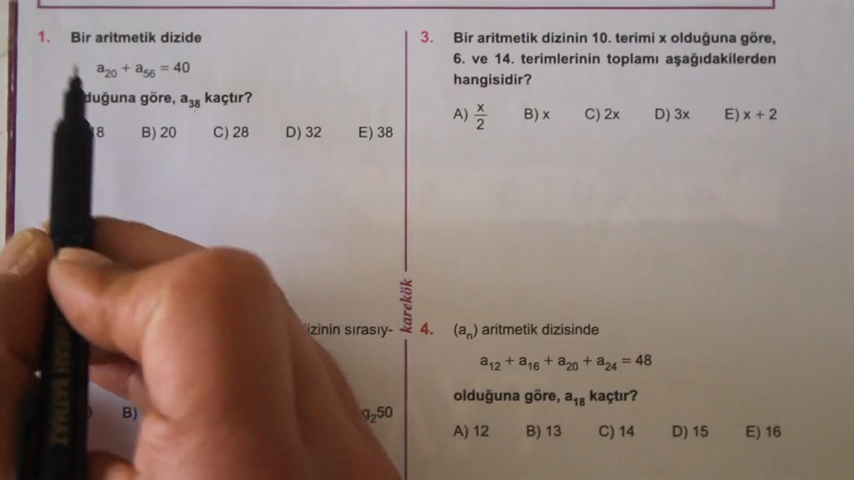 1. Bir aritmetik dizide
a20 + a56 = 40
duğuna göre, a38 kaçtır?
8 B) 20 C) 28 D) 32 E) 38
izinin sırasıy-
B) g250
karekök
3. Bir aritmetik dizinin 10. terimi x olduğuna göre,
6. ve 14. terimlerinin toplamı aşağıdakilerden
hangisidir?
A) x/2 B) x C) 2x D) 3x E) x + 2
4. (an) aritmetik dizisinde
a12 + a16 + a20 + a24 = 48
olduğuna göre, a18 kaçtır?
A) 12 B) 13 C) 14 D) 15 E) 16